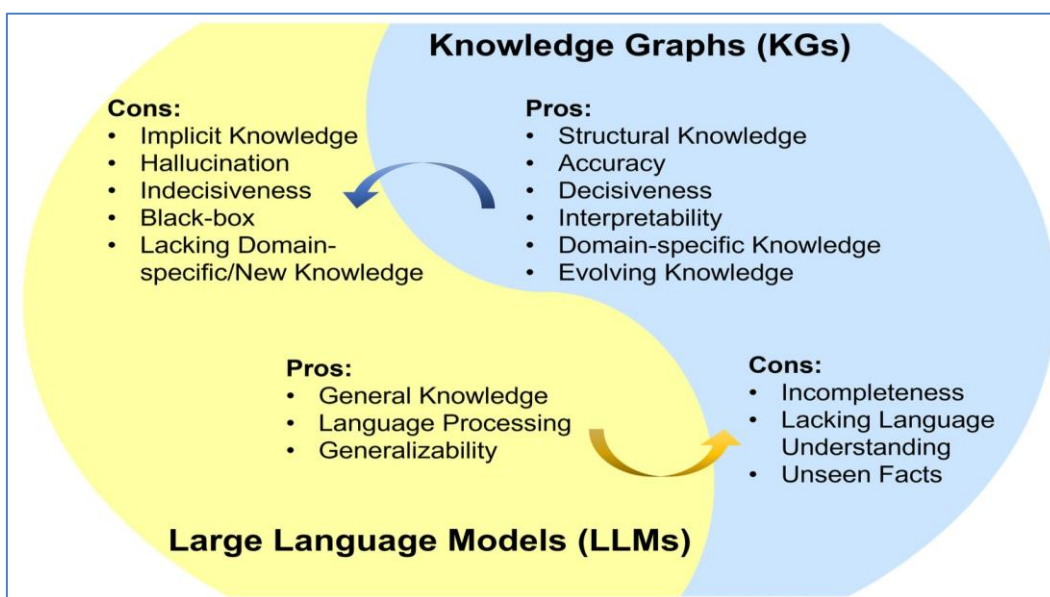 Knowledge Graphs (KGs)
Cons:
• Implicit Knowledge
• Hallucination
• Indecisiveness
• Black-box
• Lacking Domain-
specific/New Knowledge
Pros:
• Structural Knowledge
• Accuracy
• Decisiveness
• Interpretability
• Domain-specific Knowledge
• Evolving Knowledge
Pros:
• General Knowledge
• Language Processing
• Generalizability
Cons:
• Incompleteness
• Lacking Language
Understanding
• Unseen Facts
Large Language Models (LLMs)